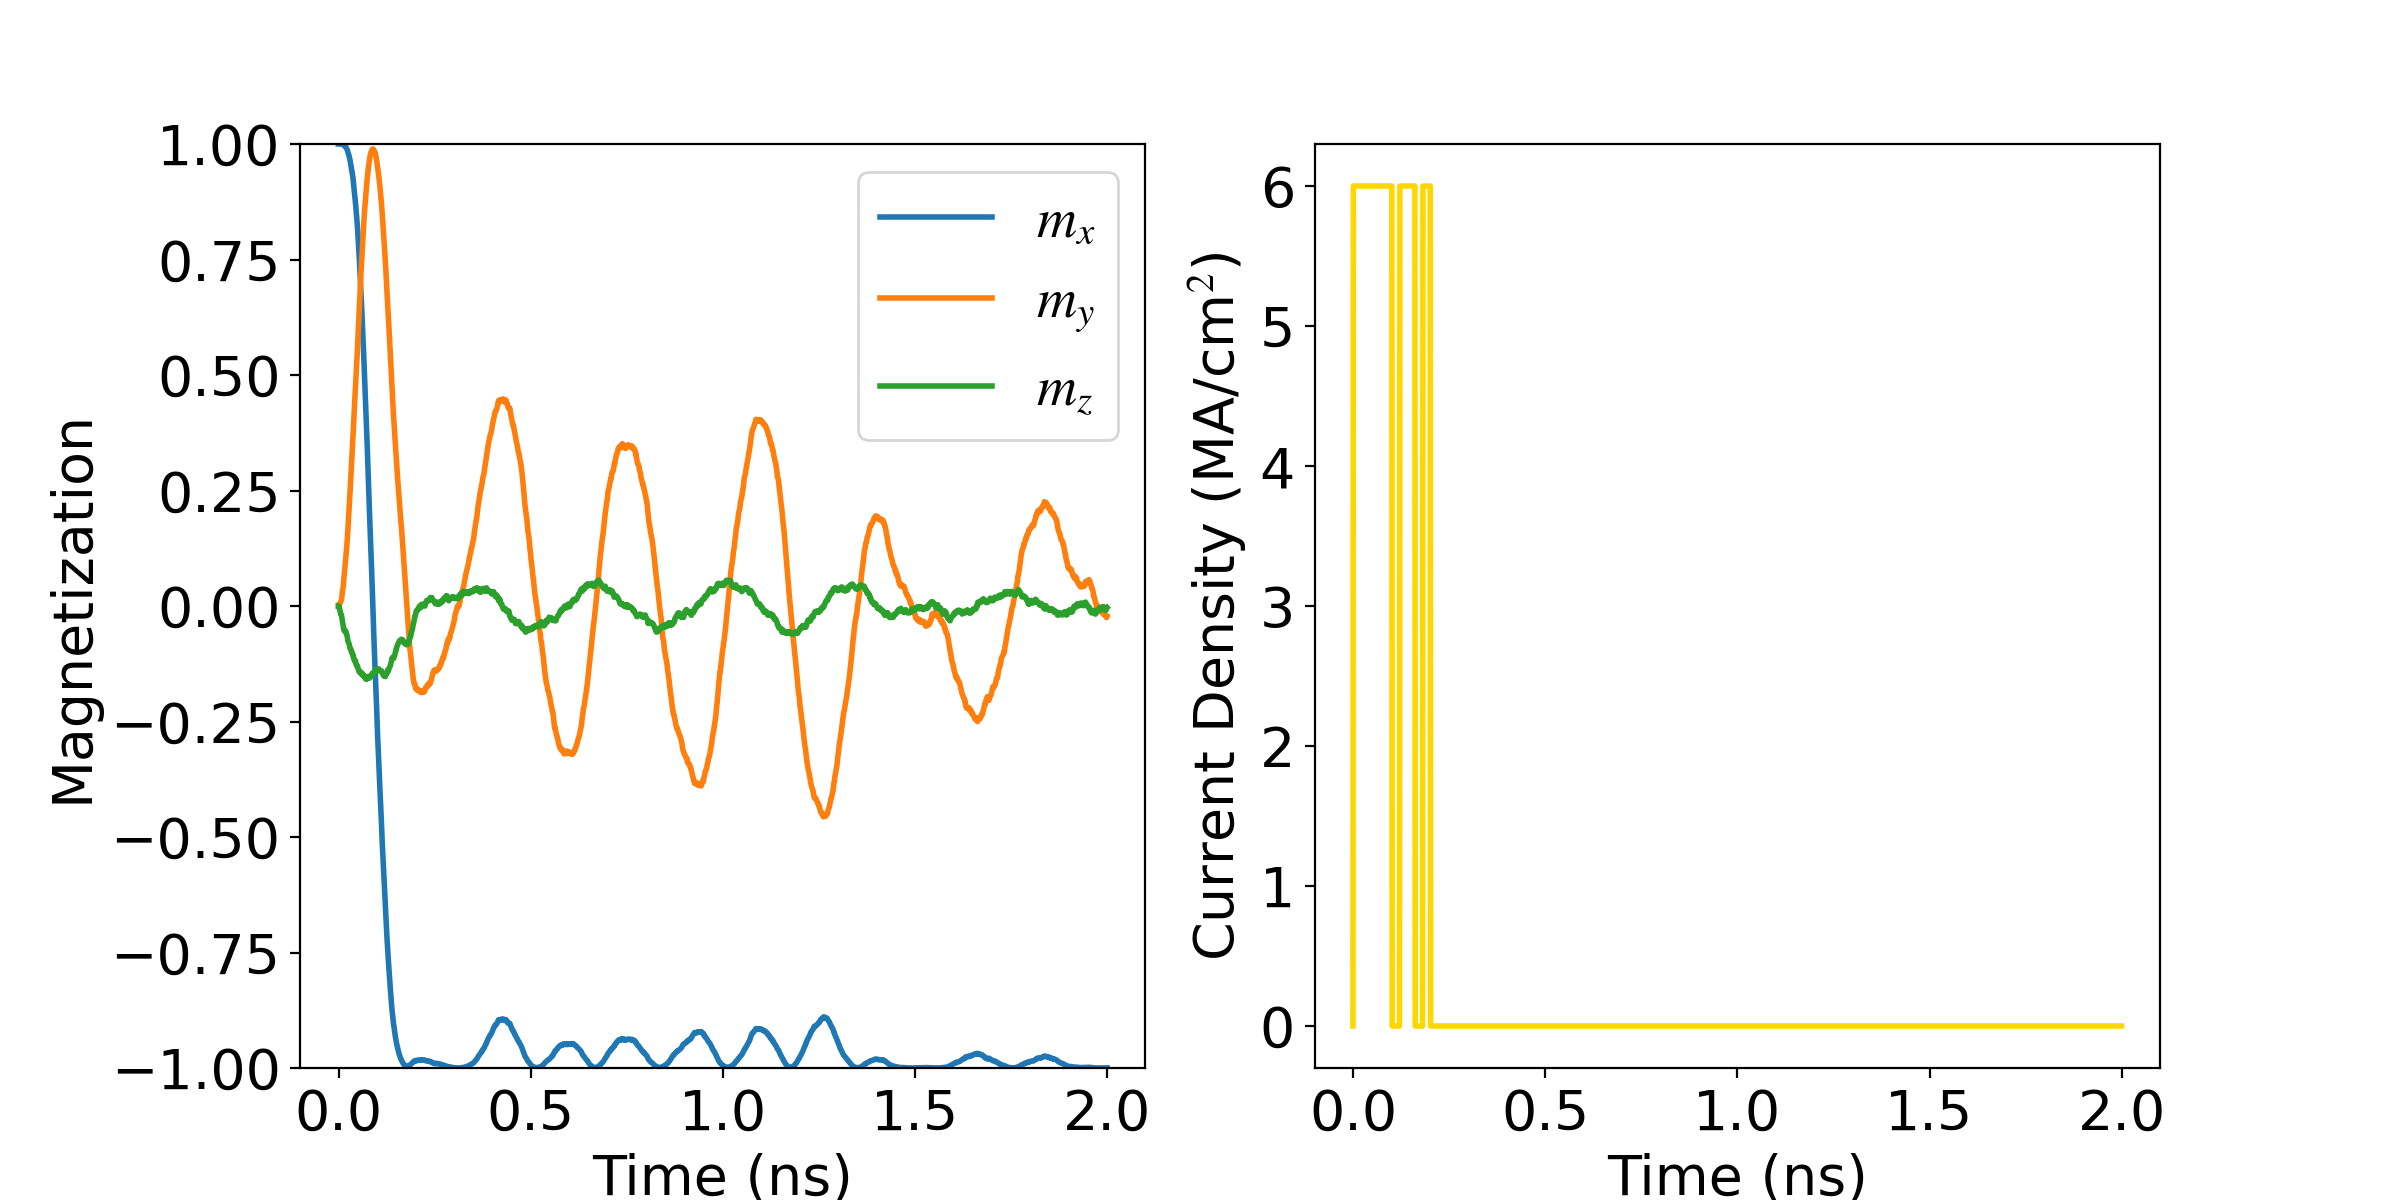 Magnetization
1.00
0.75
0.50
0.25
0.00
−0.25
−0.50
−0.75
−1.00
0.0 0.5 1.0 1.5 2.0
Time (ns)
m_x
m_y
m_z
Current Density (MA/cm²)
6
5
4
3
2
1
0
0.0 0.5 1.0 1.5 2.0
Time (ns)